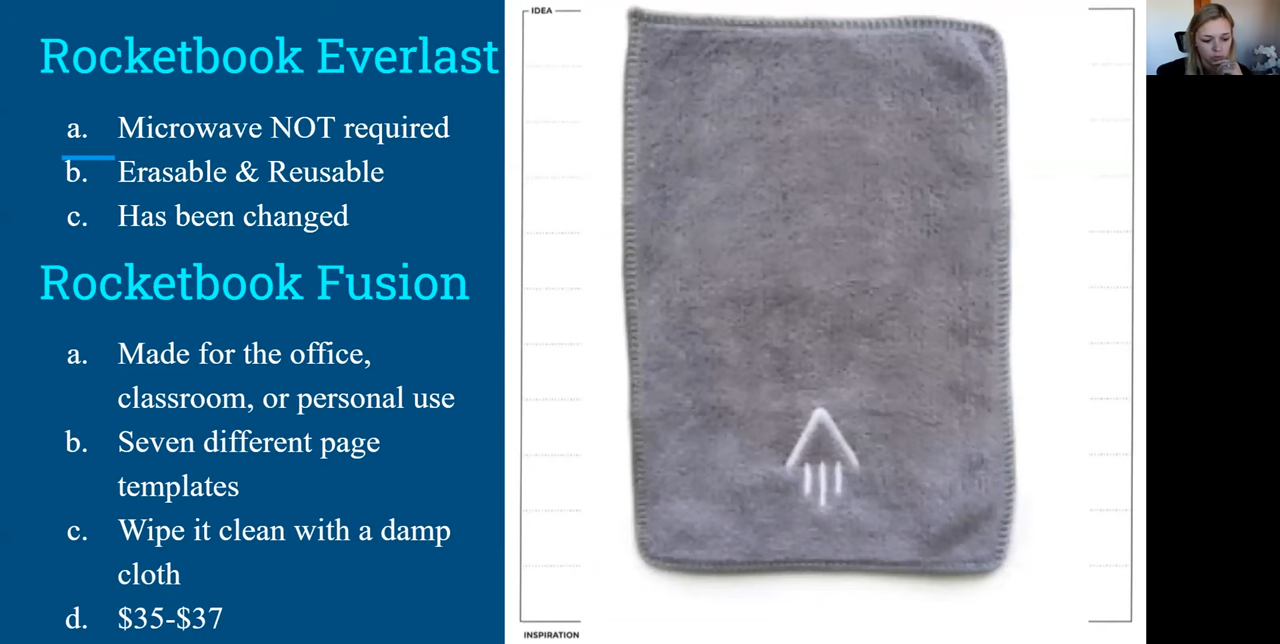 Rocketbook Everlast
a. Microwave NOT required
b. Erasable & Reusable
c. Has been changed
Rocketbook Fusion
a. Made for the office,
classroom, or personal use
b. Seven different page
templates
c. Wipe it clean with a damp
cloth
d. $35-$37
IDEA
INSPIRATION